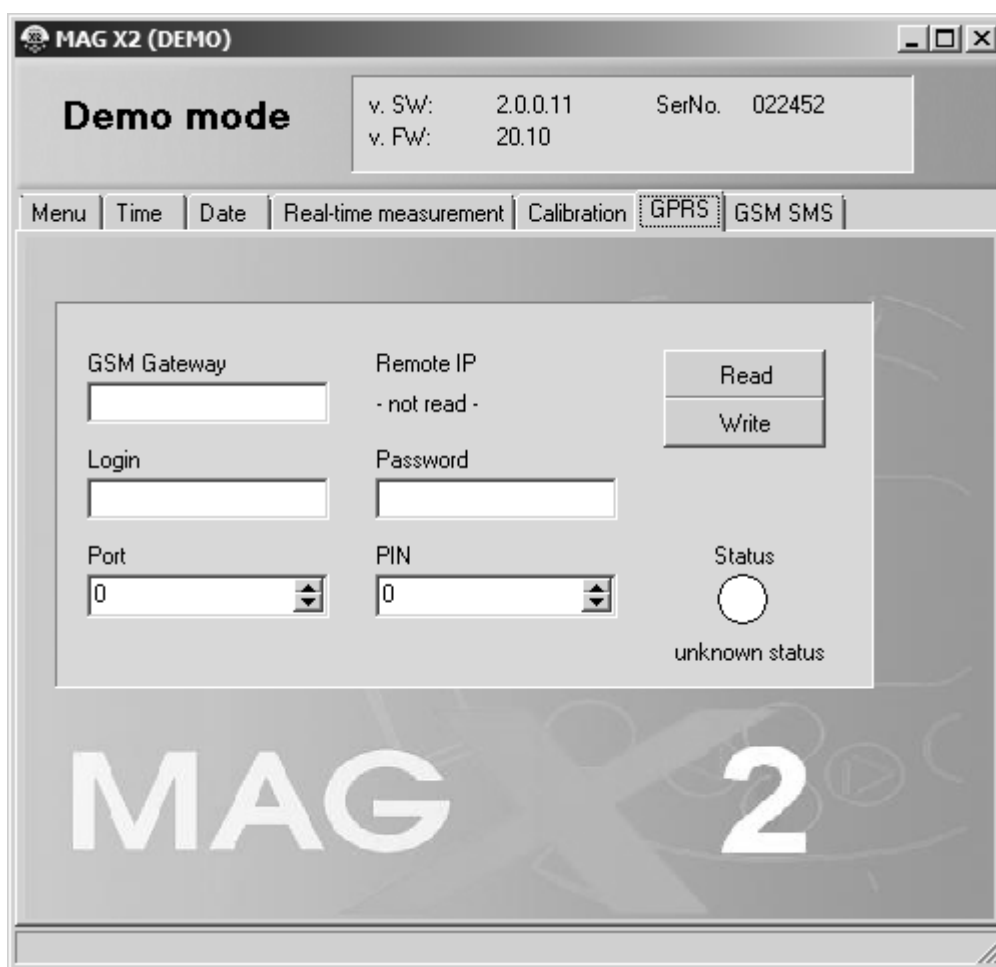 MAG X2 (DEMO)
Demo mode
v. SW: 2.0.0.11 SerNo. 022452
v. FW: 20.10
Menu Time Date Real-time measurement Calibration GPRS GSM SMS
GSM Gateway Remote IP Read
- not read -
Write
Login Password
Port PIN Status
0 0
unknown status
MAG X 2